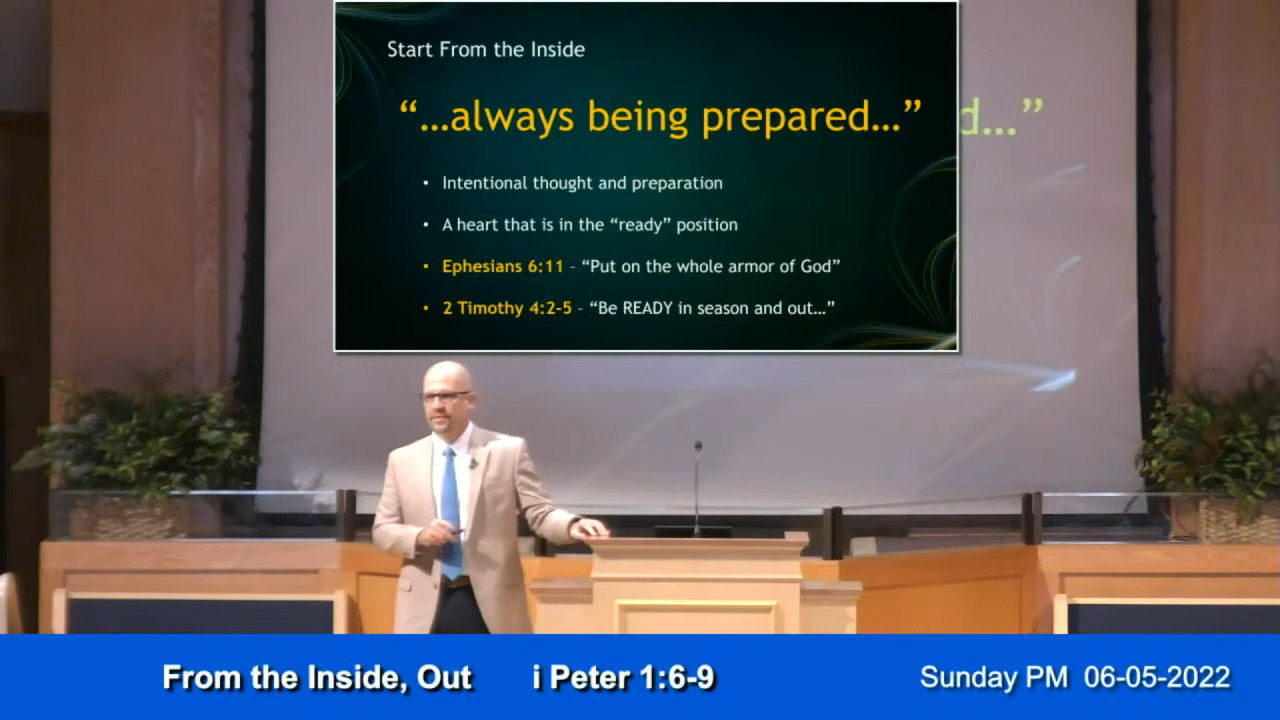 Start From the Inside
“…always being prepared…”
d…”
• Intentional thought and preparation
• A heart that is in the “ready” position
• Ephesians 6:11 – “Put on the whole armor of God”
• 2 Timothy 4:2-5 – “Be READY in season and out…”
From the Inside, Out i Peter 1:6-9 Sunday PM 06-05-2022